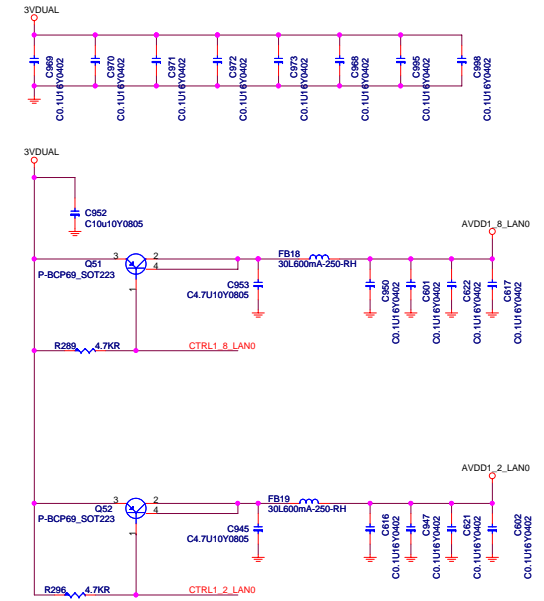 3VDUAL
C969
C0.1U16Y0402
C970
C0.1U16Y0402
C971
C0.1U16Y0402
C972
C0.1U16Y0402
C973
C0.1U16Y0402
C968
C0.1U16Y0402
C995
C0.1U16Y0402
C998
C0.1U16Y0402
3VDUAL
C952
C10u10Y0805
AVDD1_8_LAN0
Q51
P-BCP69_SOT223
3
2
4
1
FB18
30L600mA-250-RH
C953
C4.7U10Y0805
C950
C0.1U16Y0402
C601
C0.1U16Y0402
C622
C0.1U16Y0402
C617
C0.1U16Y0402
R289
4.7KR
CTRL1_8_LAN0
AVDD1_2_LAN0
3
2
4
1
Q52
P-BCP69_SOT223
FB19
30L600mA-250-RH
C945
C4.7U10Y0805
C616
C0.1U16Y0402
C947
C0.1U16Y0402
C621
C0.1U16Y0402
C602
C0.1U16Y0402
R296
4.7KR
CTRL1_2_LAN0